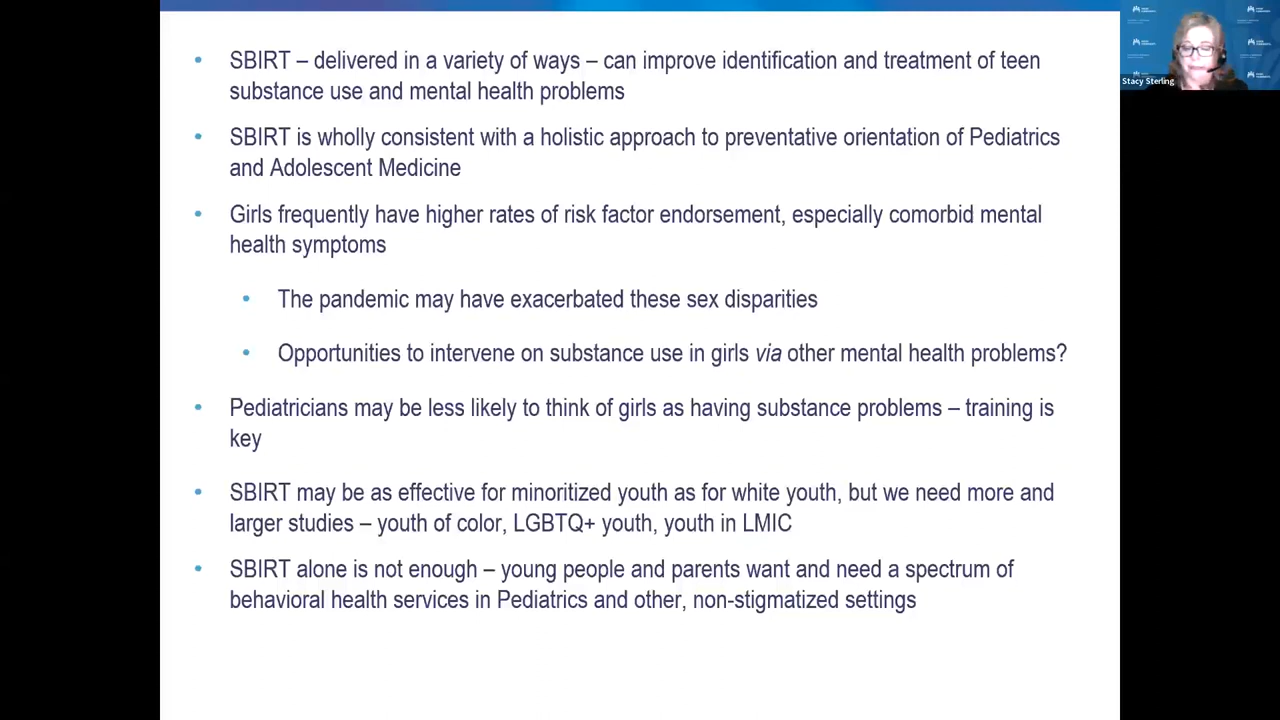 SBIRT – delivered in a variety of ways – can improve identification and treatment of teen
substance use and mental health problems
SBIRT is wholly consistent with a holistic approach to preventative orientation of Pediatrics
and Adolescent Medicine
Girls frequently have higher rates of risk factor endorsement, especially comorbid mental
health symptoms
The pandemic may have exacerbated these sex disparities
Opportunities to intervene on substance use in girls via other mental health problems?
Pediatricians may be less likely to think of girls as having substance problems – training is
key
SBIRT may be as effective for minoritized youth as for white youth, but we need more and
larger studies – youth of color, LGBTQ+ youth, youth in LMIC
SBIRT alone is not enough – young people and parents want and need a spectrum of
behavioral health services in Pediatrics and other, non-stigmatized settings
Stacy Sterling